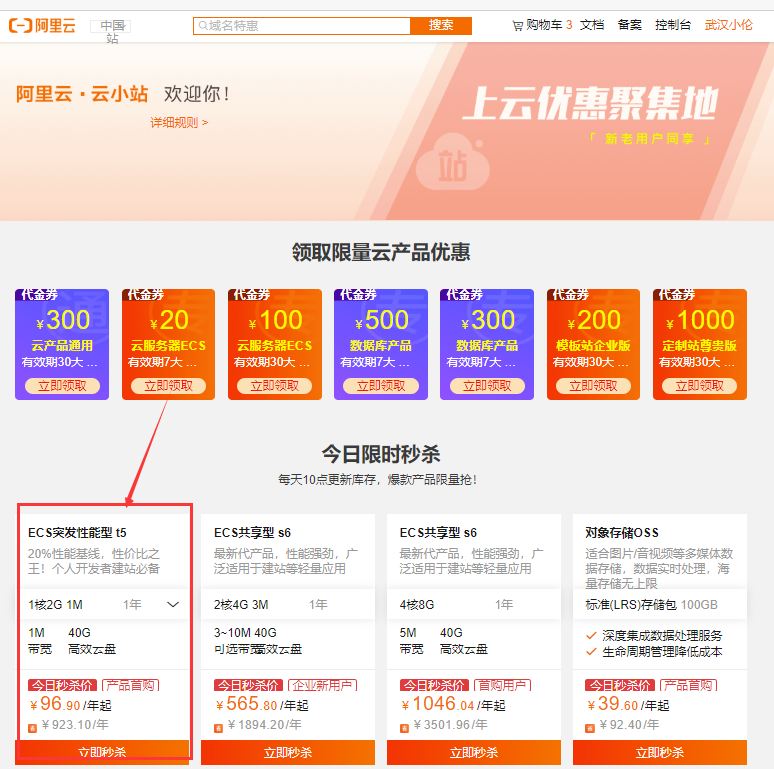 阿里云 中国站 域名特惠 搜索 购物车 3 文档 备案 控制台 武汉小伦
阿里云·云小站 欢迎你！
详细规则 >
上云优惠聚集地
「 新老用户同享 」
站
领取限量云产品优惠
代金券 代金券 代金券 代金券 代金券 代金券 代金券
¥300 ¥20 ¥100 ¥500 ¥300 ¥200 ¥1000
云产品通用 云服务器ECS 云服务器ECS 数据库产品 数据库产品 模板站企业版 定制站尊贵版
有效期30天 ... 有效期7天 ... 有效期30天 ... 有效期7天 ... 有效期7天 ... 有效期30天 ... 有效期30天 ...
立即领取 立即领取 立即领取 立即领取 立即领取 立即领取 立即领取
今日限时秒杀
每天10点更新库存，爆款产品限量抢！
ECS突发性能型 t5
20%性能基线，性价比之
王！个人开发者建站必备
1核2G 1M 1年
1M 40G
带宽 高效云盘
今日秒杀价 产品首购
¥96.90/年起
省 ¥923.10/年
立即秒杀
ECS共享型 s6
最新代产品，性能强劲，广
泛适用于建站等轻量应用
2核4G 3M 1年
3~10M 40G
可选带宽 高效云盘
今日秒杀价 企业新用户
¥565.80/年起
省 ¥1894.20/年
立即秒杀
ECS共享型 s6
最新代产品，性能强劲，广
泛适用于建站等轻量应用
4核8G 1年
5M 40G
带宽 高效云盘
今日秒杀价 首购用户
¥1046.04/年起
省 ¥3501.96/年
立即秒杀
对象存储OSS
适合图片/音视频等多媒体数
据存储，数据实时处理，海
量存储无上限
标准(LRS)存储包 100GB
深度集成数据处理服务
生命周期管理降低成本
今日秒杀价 产品首购
¥39.60/年起
省 ¥92.40/年
立即秒杀